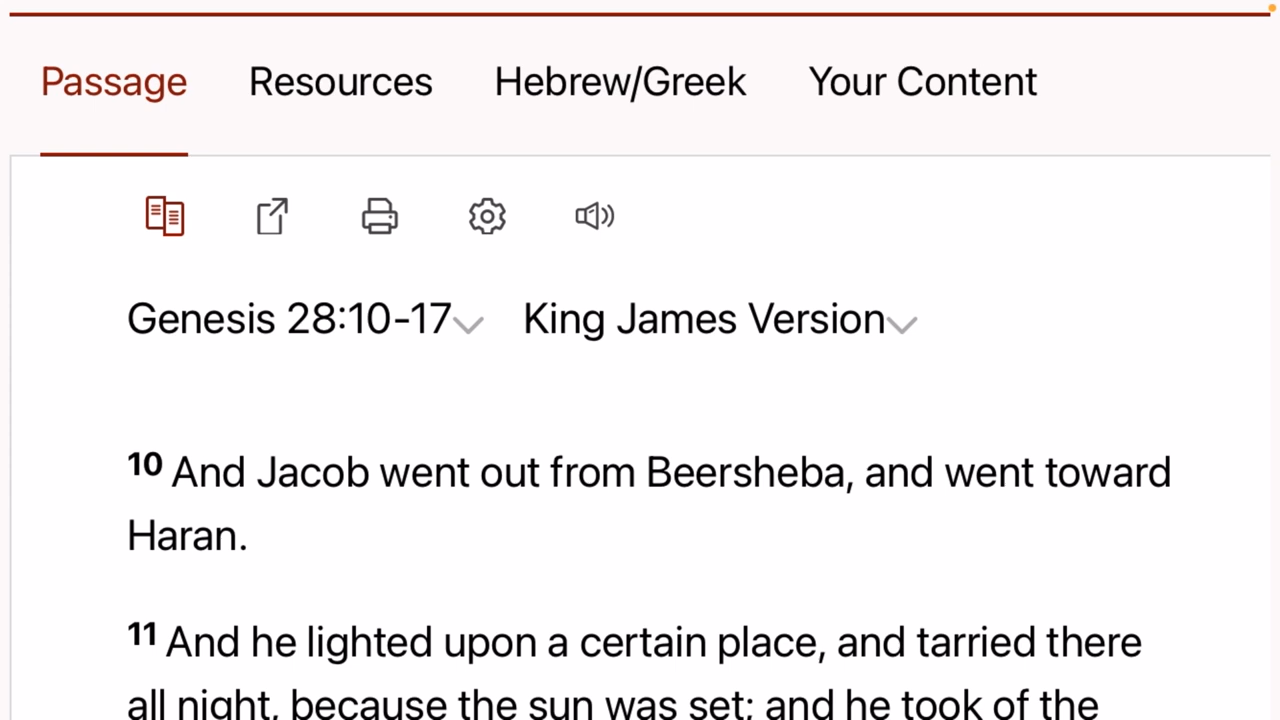 Passage Resources Hebrew/Greek Your Content
Genesis 28:10-17 King James Version
10 And Jacob went out from Beersheba, and went toward
Haran.
11 And he lighted upon a certain place, and tarried there
all night, because the sun was set; and he took of the